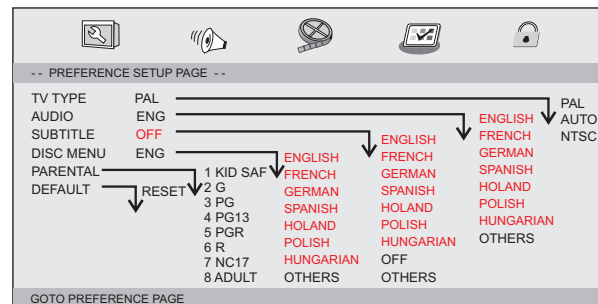 -- PREFERENCE SETUP PAGE --
TV TYPE PAL
AUDIO ENG
SUBTITLE OFF
DISC MENU ENG
PARENTAL
DEFAULT RESET
1 KID SAF
2 G
3 PG
4 PG13
5 PGR
6 R
7 NC17
8 ADULT
ENGLISH
FRENCH
GERMAN
SPANISH
HOLAND
POLISH
HUNGARIAN
OTHERS
ENGLISH
FRENCH
GERMAN
SPANISH
HOLAND
POLISH
HUNGARIAN
OFF
OTHERS
ENGLISH
FRENCH
GERMAN
SPANISH
HOLAND
POLISH
HUNGARIAN
OTHERS
PAL
AUTO
NTSC
GOTO PREFERENCE PAGE